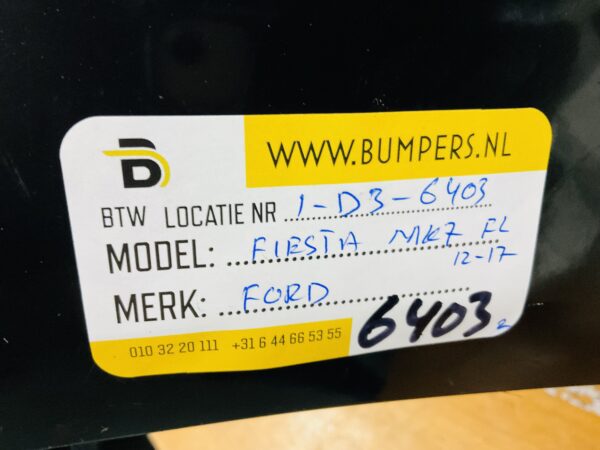 B
WWW.BUMPERS.NL
BTW LOCATIE NR 1-D3-6403
MODEL: FIESTA MK7 FL
12-17
MERK: FORD
010 32 20 111 +31 6 44 66 53 55
6403